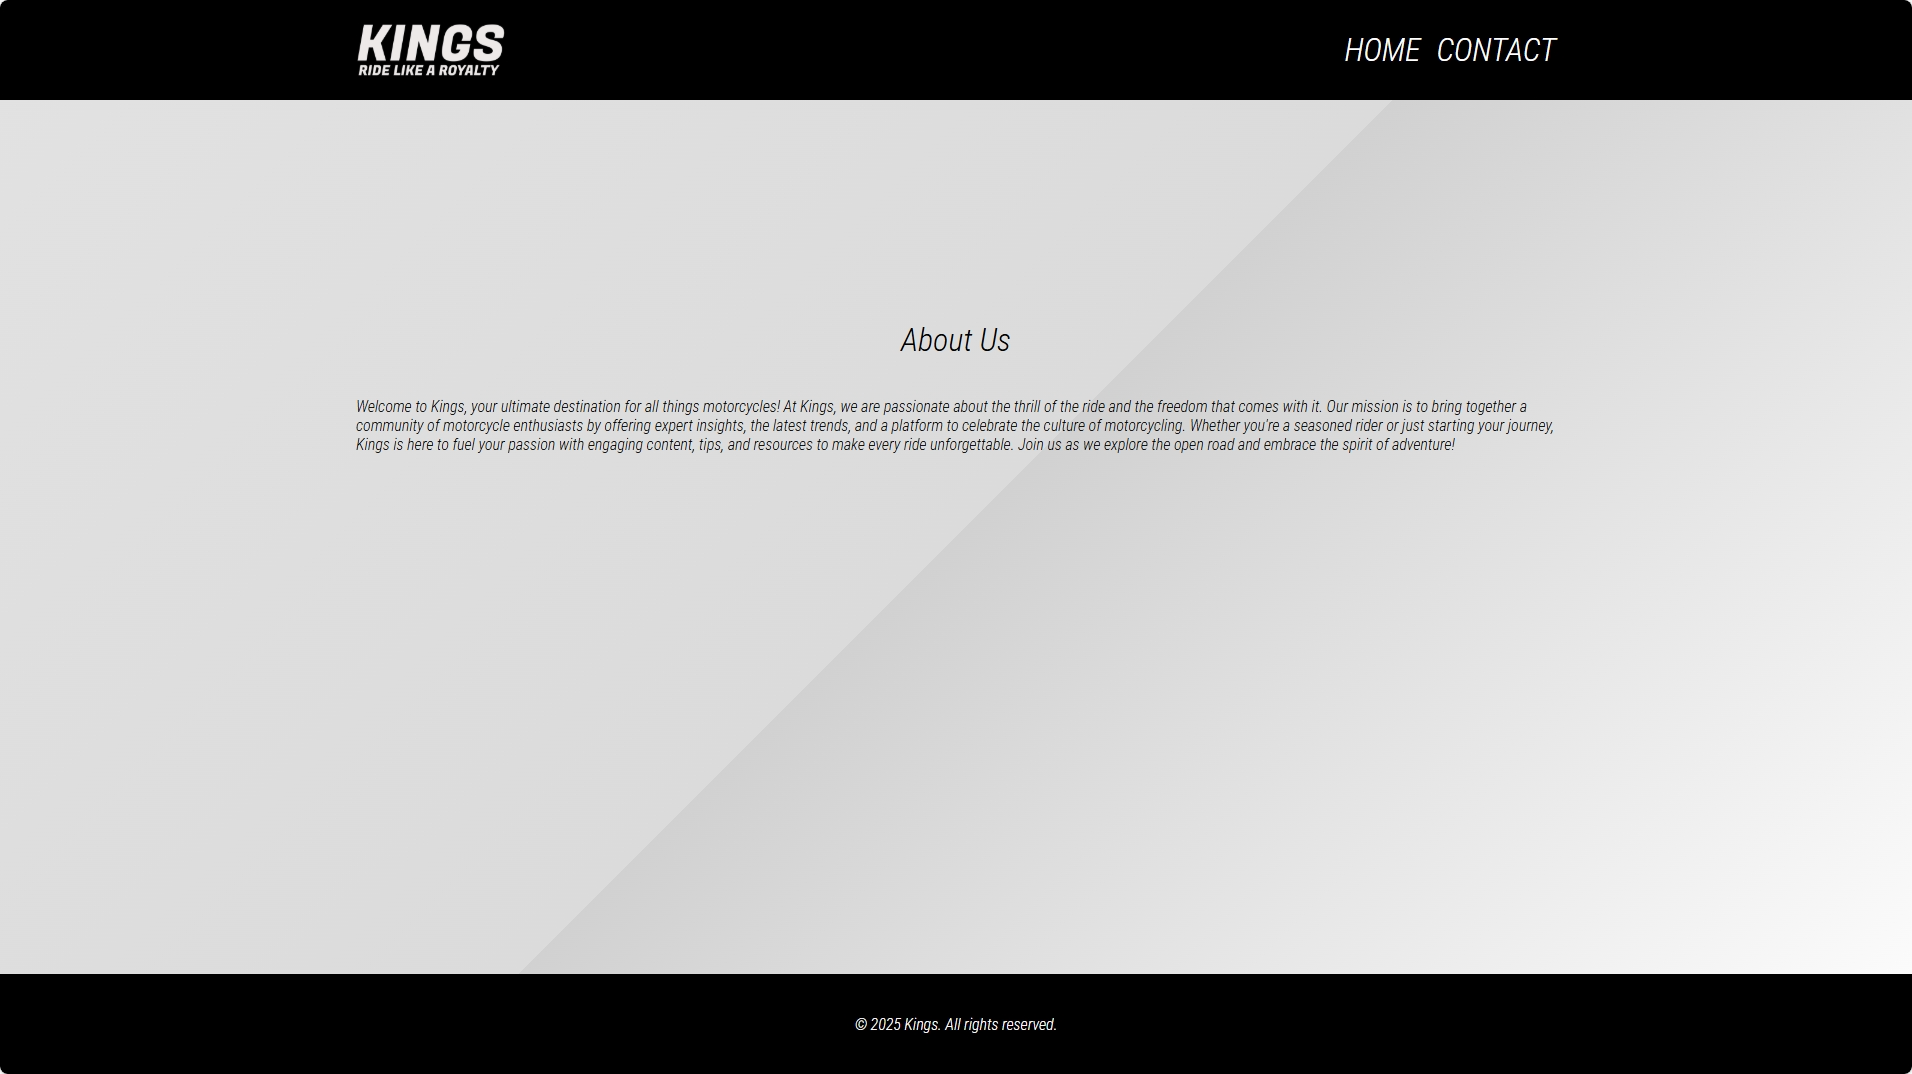 KINGS
RIDE LIKE A ROYALTY
HOME CONTACT
About Us
Welcome to Kings, your ultimate destination for all things motorcycles! At Kings, we are passionate about the thrill of the ride and the freedom that comes with it. Our mission is to bring together a
community of motorcycle enthusiasts by offering expert insights, the latest trends, and a platform to celebrate the culture of motorcycling. Whether you're a seasoned rider or just starting your journey,
Kings is here to fuel your passion with engaging content, tips, and resources to make every ride unforgettable. Join us as we explore the open road and embrace the spirit of adventure!
© 2025 Kings. All rights reserved.